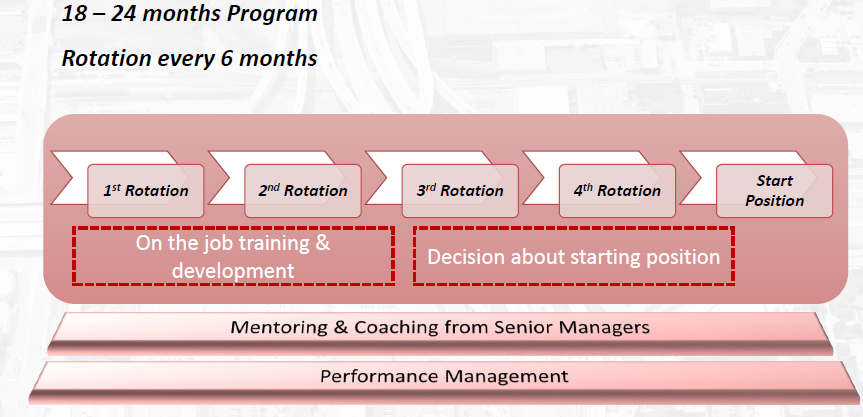 18 – 24 months Program
Rotation every 6 months
1st Rotation
2nd Rotation
3rd Rotation
4th Rotation
Start
Position
On the job training &
development
Decision about starting position
Mentoring & Coaching from Senior Managers
Performance Management